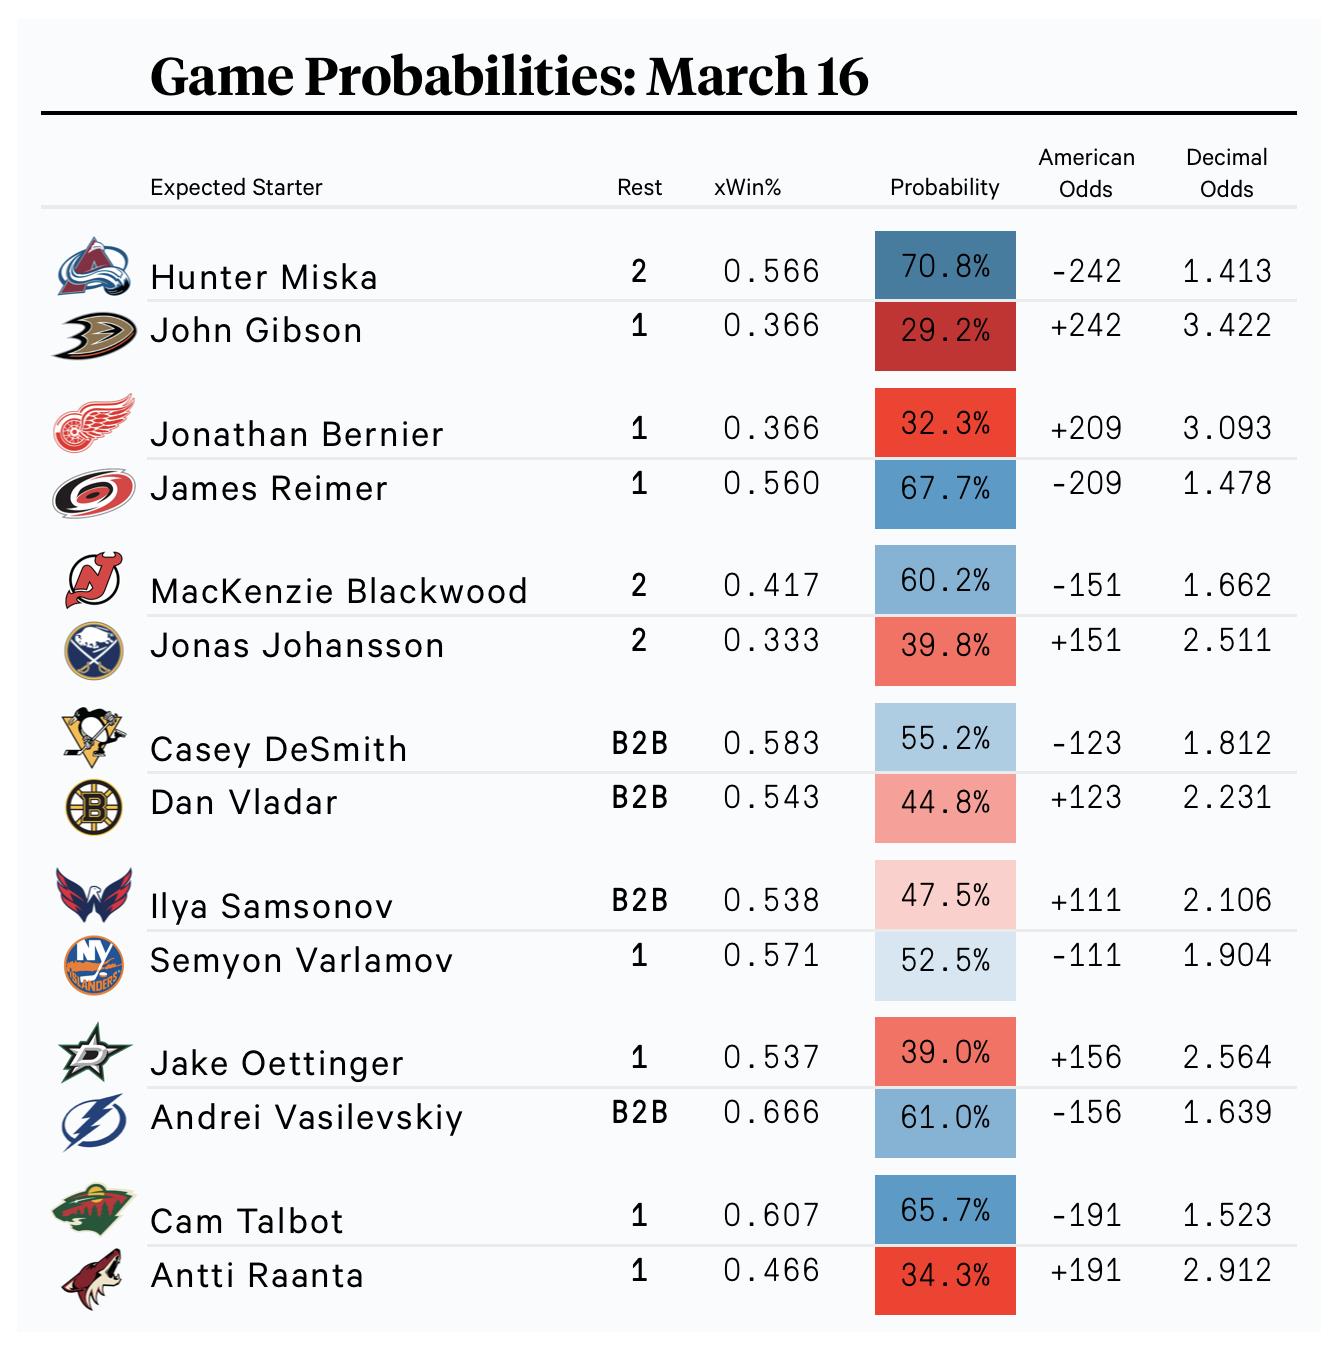 Game Probabilities: March 16
Expected Starter Rest xWin% Probability American Odds Decimal Odds
Hunter Miska 2 0.566 70.8% -242 1.413
John Gibson 1 0.366 29.2% +242 3.422
Jonathan Bernier 1 0.366 32.3% +209 3.093
James Reimer 1 0.560 67.7% -209 1.478
MacKenzie Blackwood 2 0.417 60.2% -151 1.662
Jonas Johansson 2 0.333 39.8% +151 2.511
Casey DeSmith B2B 0.583 55.2% -123 1.812
B
Dan Vladar B2B 0.543 44.8% +123 2.231
Ilya Samsonov B2B 0.538 47.5% +111 2.106
NY
ISLANDERS
Semyon Varlamov 1 0.571 52.5% -111 1.904
D
Jake Oettinger 1 0.537 39.0% +156 2.564
Andrei Vasilevskiy B2B 0.666 61.0% -156 1.639
Cam Talbot 1 0.607 65.7% -191 1.523
Antti Raanta 1 0.466 34.3% +191 2.912